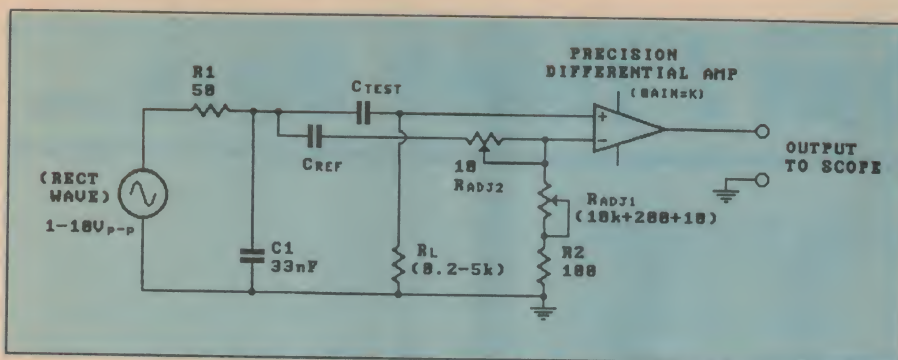 PRECISION
DIFFERENTIAL AMP
(GAIN=K)
R1
50
CTEST
+
−
CREF
10
RADJ2
OUTPUT
TO SCOPE
(RECT
WAVE)
1-10Vp-p
RADJ1
(10k+200+10)
C1
33nF
RL
(0.2-5k)
R2
100